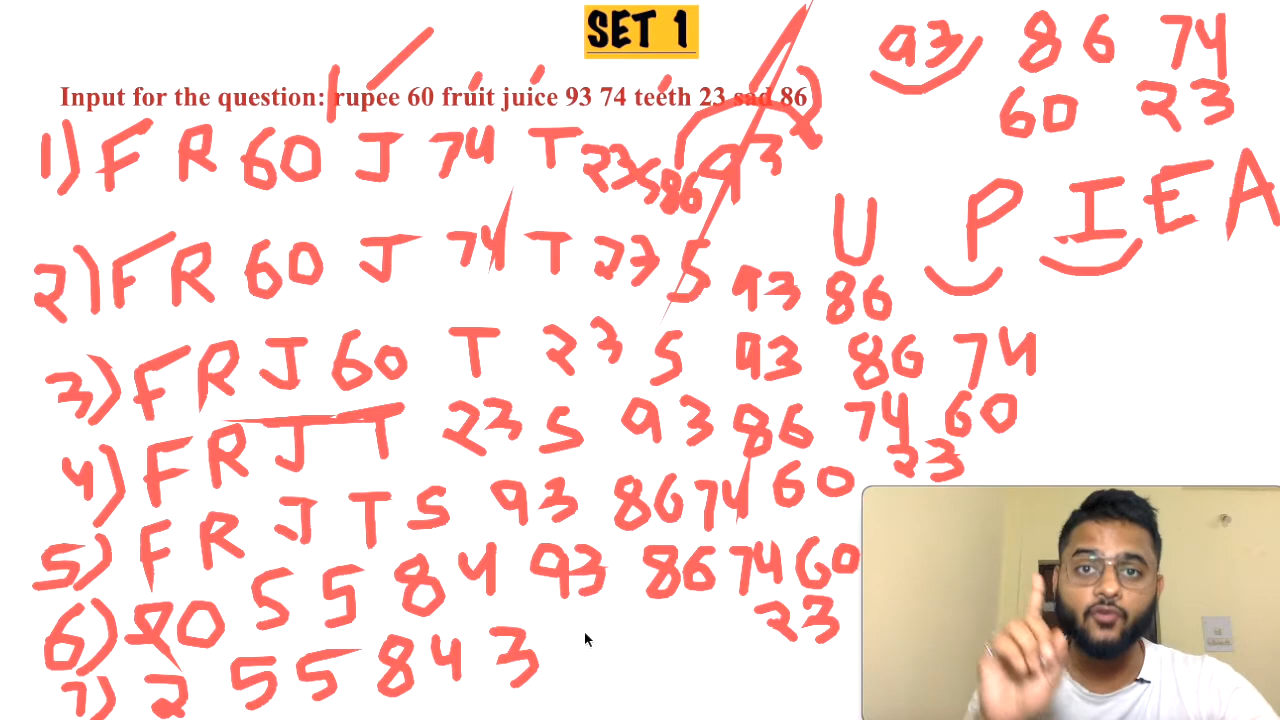 SET 1
93 86 74
Input for the question: rupee 60 fruit juice 93 74 teeth 23 sad 86
60 23
1) F R 60 J 74 T 23 S 86 93
U P I E A
2) F R 60 J 74 T 23 S 93 86
3) F R J 60 T 23 S 93 86 74
4) F R J T 23 S 93 86 74 60
5) F R J T S 93 86 74 60 23
6) 20 5 5 8 4 93 86 74 60 23
7) 2 5 5 8 4 3